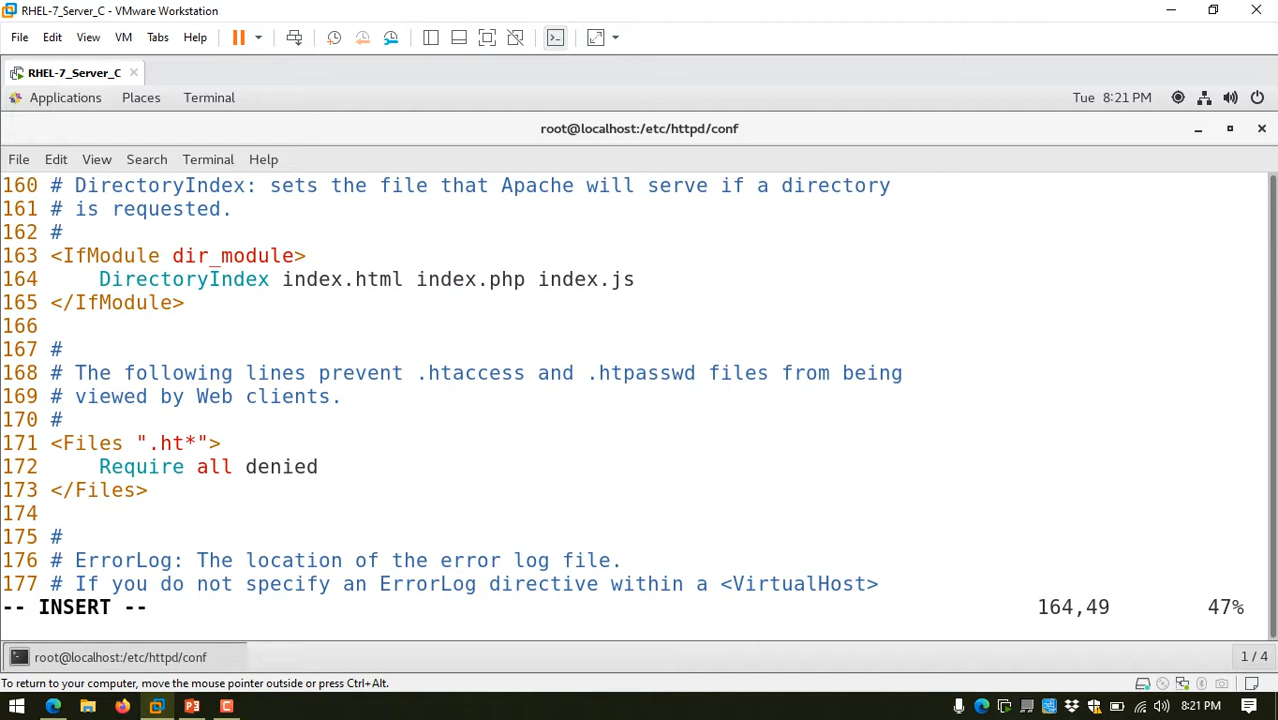 RHEL-7_Server_C - VMware Workstation
File Edit View VM Tabs Help
RHEL-7_Server_C
Applications Places Terminal Tue 8:21 PM
root@localhost:/etc/httpd/conf
File Edit View Search Terminal Help
160 # DirectoryIndex: sets the file that Apache will serve if a directory
161 # is requested.
162 #
163 <IfModule dir_module>
164     DirectoryIndex index.html index.php index.js
165 </IfModule>
166
167 #
168 # The following lines prevent .htaccess and .htpasswd files from being
169 # viewed by Web clients.
170 #
171 <Files ".ht*">
172     Require all denied
173 </Files>
174
175 #
176 # ErrorLog: The location of the error log file.
177 # If you do not specify an ErrorLog directive within a <VirtualHost>
-- INSERT -- 164,49 47%
root@localhost:/etc/httpd/conf 1 / 4
To return to your computer, move the mouse pointer outside or press Ctrl+Alt.
8:21 PM